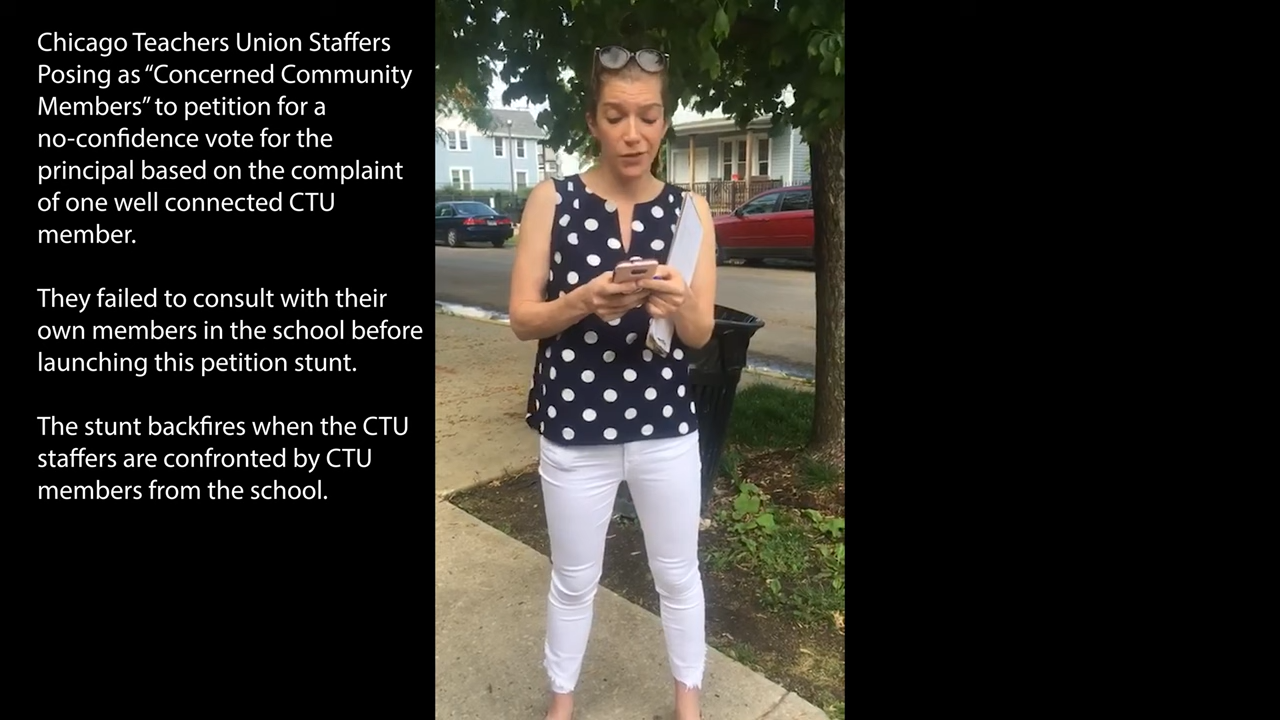 Chicago Teachers Union Staffers
Posing as “Concerned Community
Members” to petition for a
no-confidence vote for the
principal based on the complaint
of one well connected CTU
member.
They failed to consult with their
own members in the school before
launching this petition stunt.
The stunt backfires when the CTU
staffers are confronted by CTU
members from the school.